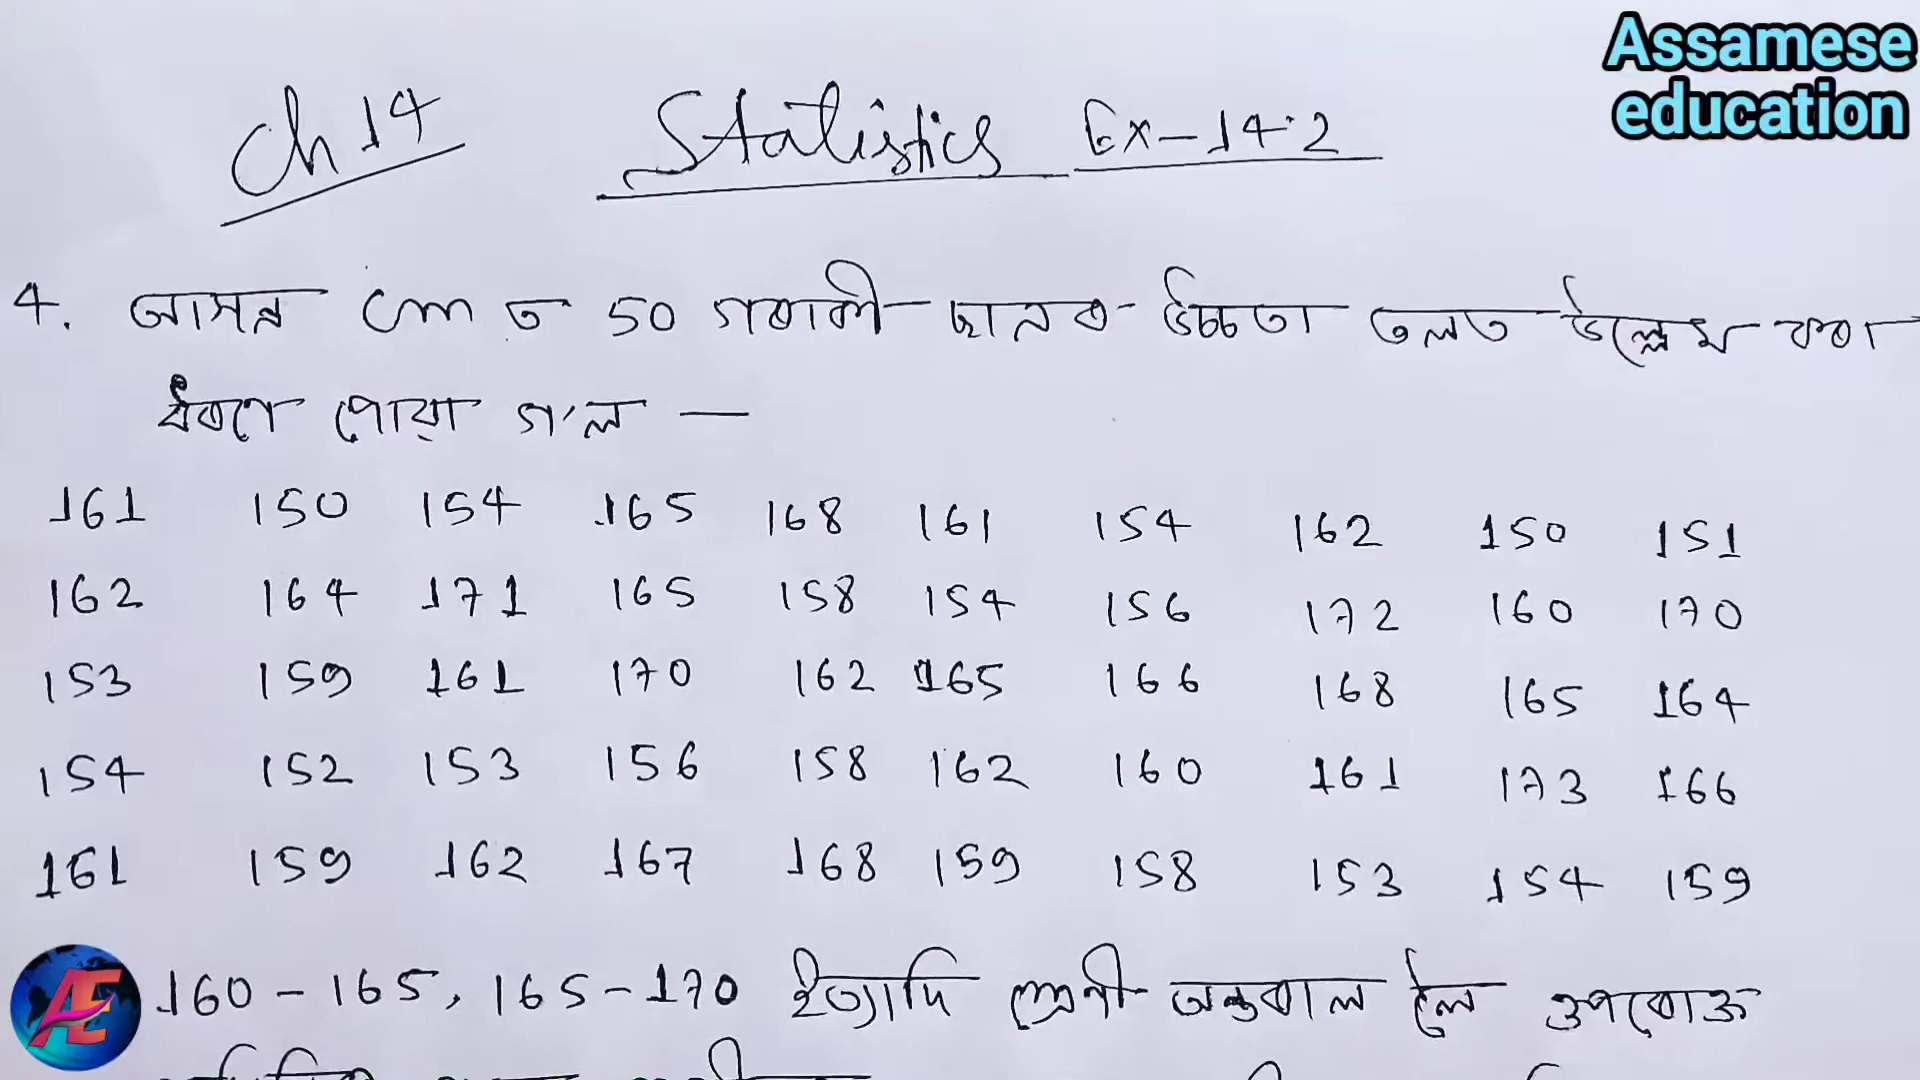 Assamese
education
Ch 14 Statistics Ex-14.2
4. আসন্ন cm ত 50 গৰাকী ছাত্ৰৰ উচ্চতা তলত উল্লেখ কৰা
ধৰণে পোৱা গ'ল —
161 150 154 165 168 161 154 162 150 151
162 164 171 165 158 154 156 172 160 170
153 159 161 170 162 165 166 168 165 164
154 152 153 156 158 162 160 161 173 166
161 159 162 167 168 159 158 153 154 159
AE
160-165, 165-170 ইত্যাদি শ্ৰেণী অন্তৰাল লৈ ওপৰোক্ত